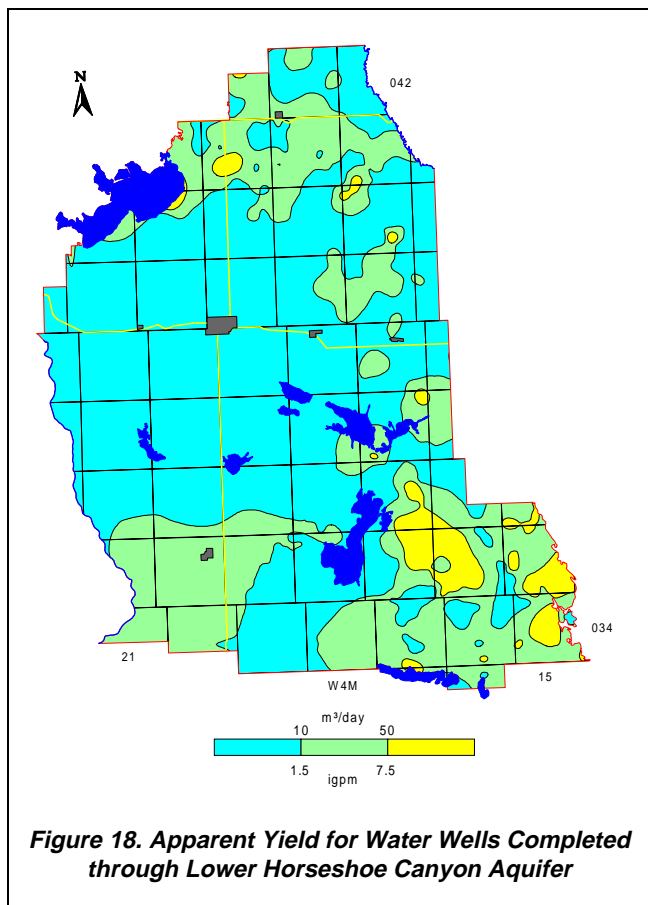 N
042
034
21
15
W4M
m³/day
10 50
1.5 7.5
igpm
Figure 18. Apparent Yield for Water Wells Completed
through Lower Horseshoe Canyon Aquifer